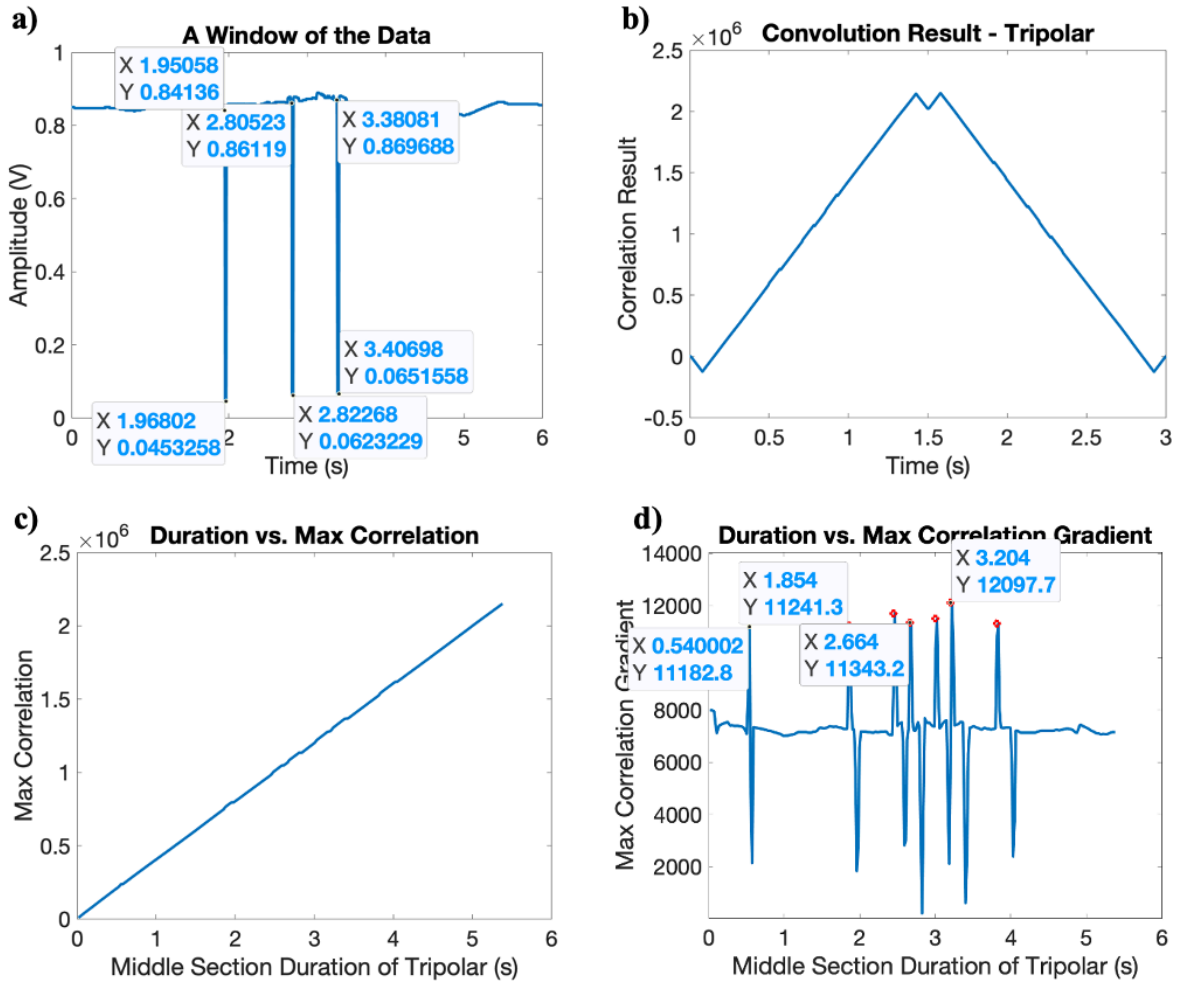 a)
A Window of the Data
1
0.8
0.6
0.4
0.2
0
Amplitude (V)
X 1.95058
Y 0.84136
X 2.80523
Y 0.86119
X 3.38081
Y 0.869688
X 3.40698
Y 0.0651558
X 1.96802
Y 0.0453258
X 2.82268
Y 0.0623229
0 2 4 5 6
Time (s)
b)
×10⁶ Convolution Result - Tripolar
2.5
2
1.5
1
0.5
0
-0.5
Correlation Result
0 0.5 1 1.5 2 2.5 3
Time (s)
c)
×10⁶ Duration vs. Max Correlation
2.5
2
1.5
1
0.5
0
Max Correlation
0 1 2 3 4 5 6
Middle Section Duration of Tripolar (s)
d)
Duration vs. Max Correlation Gradient
14000
12000
8000
6000
4000
2000
Max Correlation Gradient
X 3.204
Y 12097.7
X 1.854
Y 11241.3
X 0.540002
Y 11182.8
X 2.664
Y 11343.2
0 1 2 3 4 5 6
Middle Section Duration of Tripolar (s)